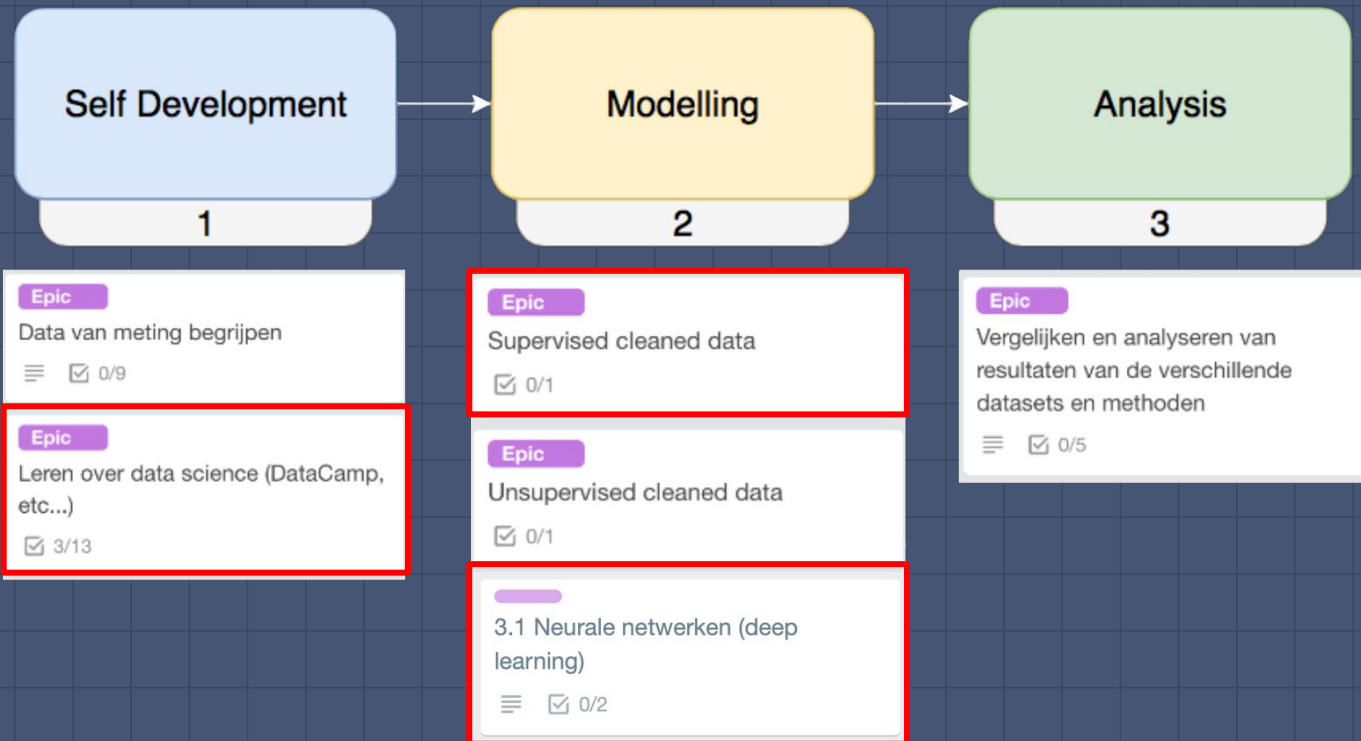 Self Development
1
Epic
Data van meting begrijpen
0/9
Epic
Leren over data science (DataCamp,
etc...)
3/13
Modelling
2
Epic
Supervised cleaned data
0/1
Epic
Unsupervised cleaned data
0/1
3.1 Neurale netwerken (deep
learning)
0/2
Analysis
3
Epic
Vergelijken en analyseren van
resultaten van de verschillende
datasets en methoden
0/5